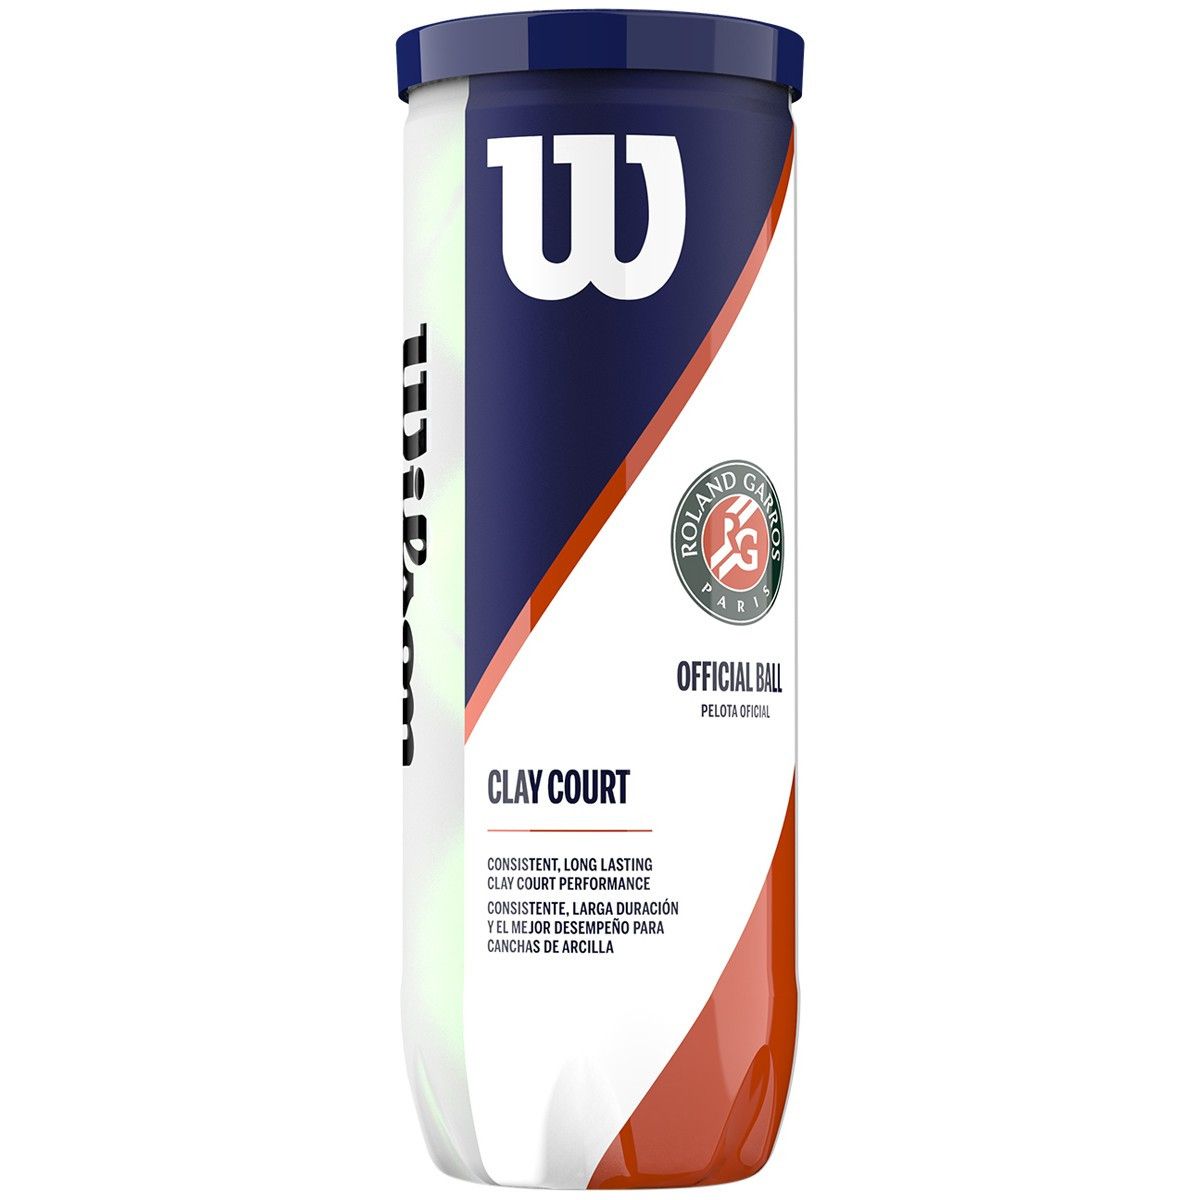 W
Wilson
ROLAND GARROS
RG
PARIS
OFFICIAL BALL
PELOTA OFICIAL
CLAY COURT
CONSISTENT, LONG LASTING
CLAY COURT PERFORMANCE
CONSISTENTE, LARGA DURACIÓN
Y EL MEJOR DESEMPEÑO PARA
CANCHAS DE ARCILLA